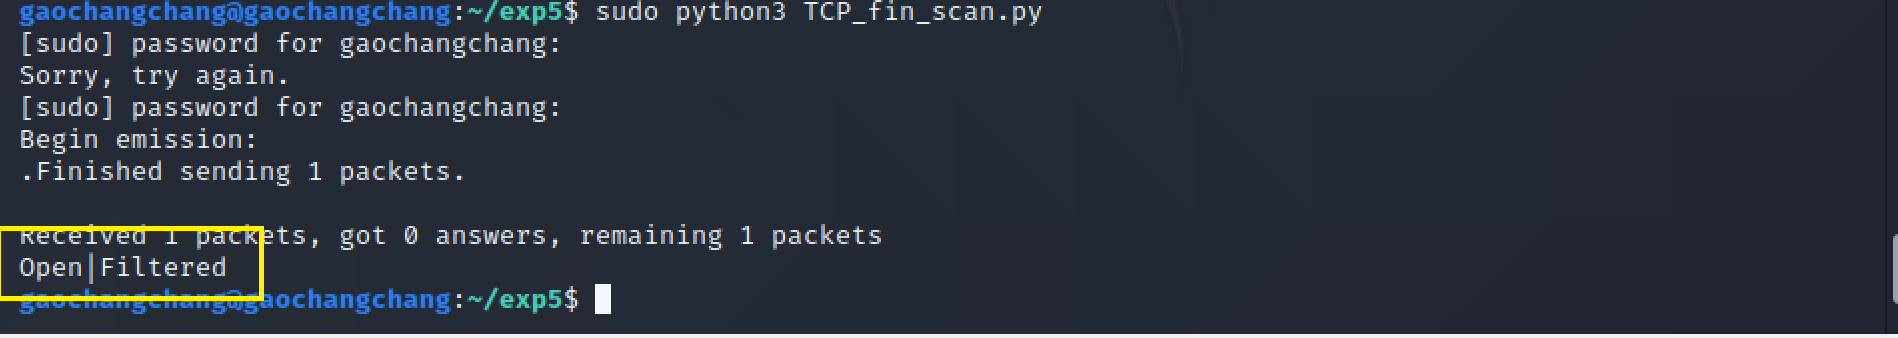 gaochangchang@gaochangchang:~/exp5$ sudo python3 TCP_fin_scan.py
[sudo] password for gaochangchang:
Sorry, try again.
[sudo] password for gaochangchang:
Begin emission:
.Finished sending 1 packets.
Received 1 packets, got 0 answers, remaining 1 packets
Open|Filtered
gaochangchang@gaochangchang:~/exp5$